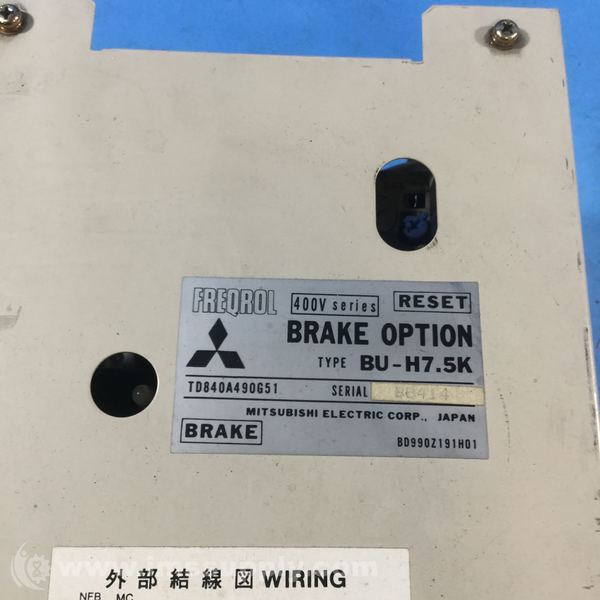 FREQROL 400V series RESET
BRAKE OPTION
TYPE BU-H7.5K
TD840A490G51 SERIAL
MITSUBISHI ELECTRIC CORP., JAPAN
BRAKE BD990Z191H01
外部結線図 WIRING
NFB MC